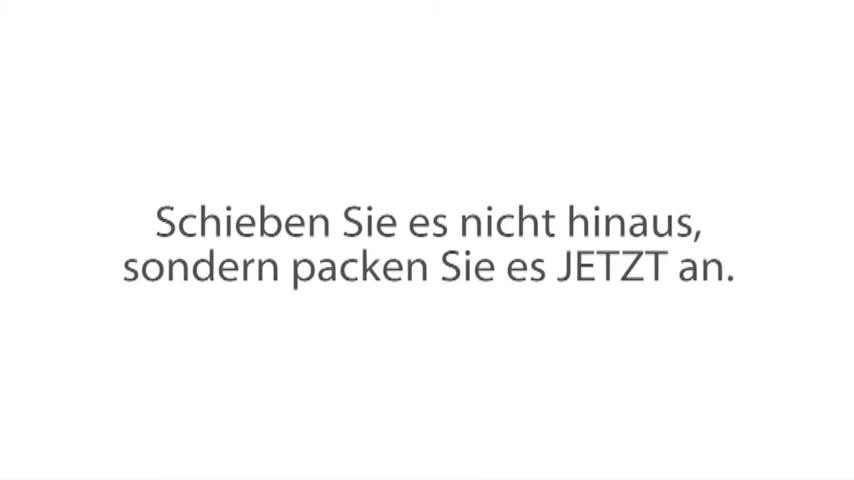 Schieben Sie es nicht hinaus,
sondern packen Sie es JETZT an.